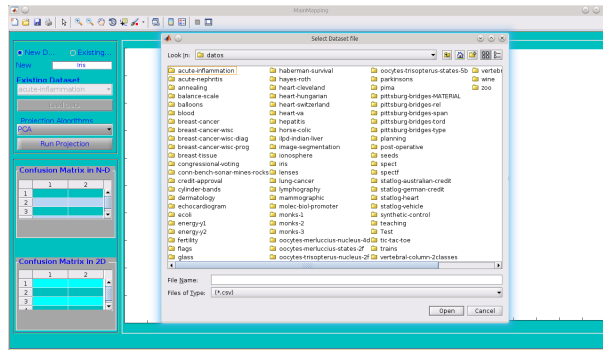 MainMapping
New D...
Existing...
New
Iris
Existing Dataset
acute-inflammation
Load Data
Projection Algorithms
PCA
Run Projection
Confusion Matrix in N-D
1 2
1
2
3
Confusion Matrix in 2D
1 2
1
2
3
Select Dataset file
Look In: datos
acute-inflammation
acute-nephritis
annealing
balance-scale
balloons
blood
breast-cancer
breast-cancer-wisc
breast-cancer-wisc-diag
breast-cancer-wisc-prog
breast-tissue
congressional-voting
conn-bench-sonar-mines-rocks
credit-approval
cylinder-bands
dermatology
echocardiogram
ecoli
energy-y1
energy-y2
fertility
flags
glass
haberman-survival
hayes-roth
heart-cleveland
heart-hungarian
heart-switzerland
heart-va
hepatitis
horse-colic
ilpd-indian-liver
image-segmentation
ionosphere
iris
lenses
lung-cancer
lymphography
mammographic
molec-biol-promoter
monks-1
monks-2
monks-3
oocytes-merluccius-nucleus-4d
oocytes-merluccius-states-2f
oocytes-trisopterus-nucleus-2f
oocytes-trisopterus-states-5b
parkinsons
pima
pittsburg-bridges-MATERIAL
pittsburg-bridges-rel
pittsburg-bridges-span
pittsburg-bridges-tord
pittsburg-bridges-type
planning
post-operative
seeds
spect
spectf
statlog-australian-credit
statlog-german-credit
statlog-heart
statlog-vehicle
synthetic-control
teaching
Test
tic-tac-toe
trains
vertebral-column-2classes
vertebr
wine
zoo
File Name:
Files of Type: (*.csv)
Open Cancel